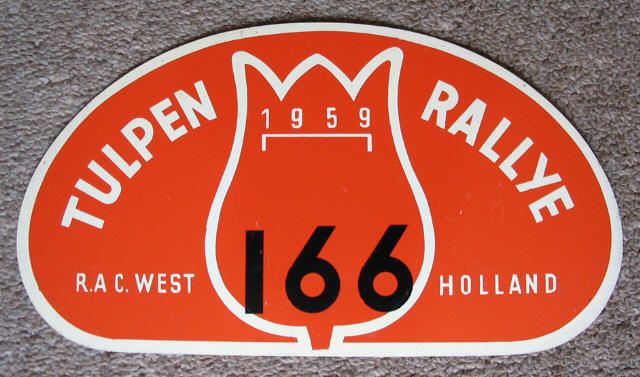 TULPEN RALLYE
1959
166
R.A C. WEST HOLLAND